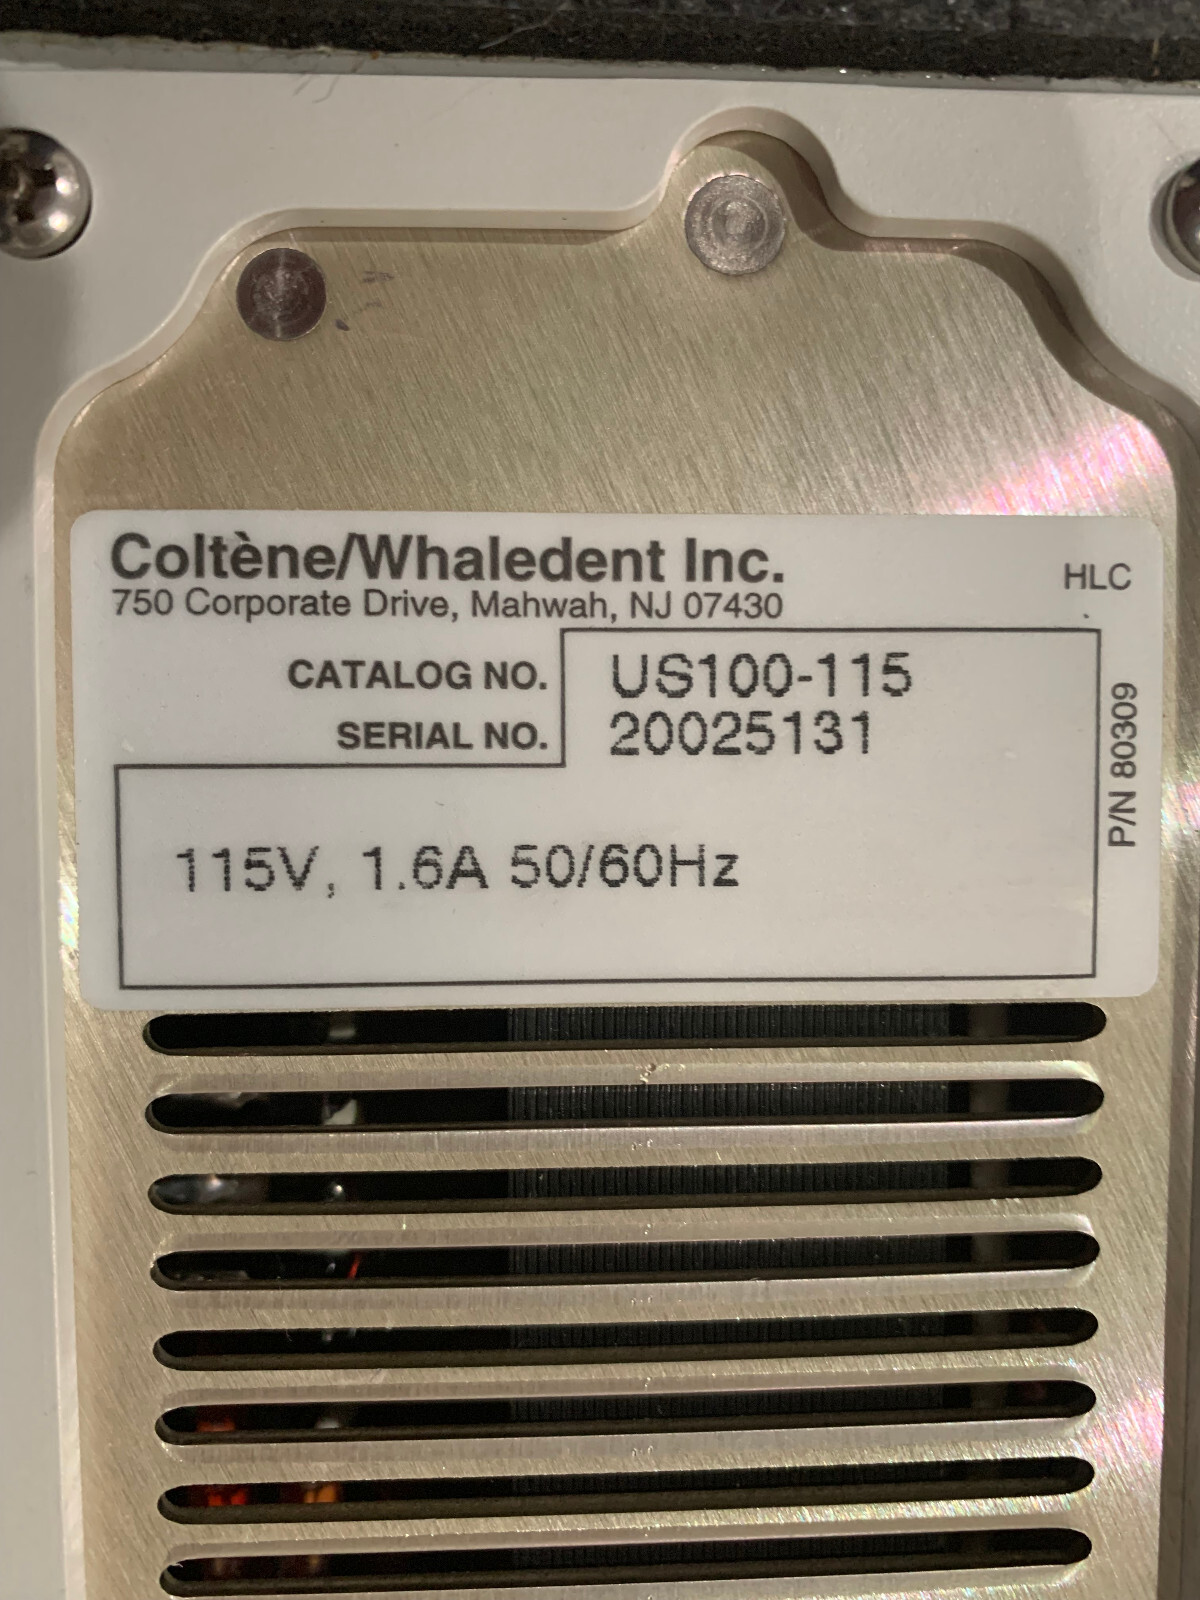 Coltène/Whaledent Inc.
750 Corporate Drive, Mahwah, NJ 07430
HLC
CATALOG NO. US100-115
SERIAL NO. 20025131
115V, 1.6A 50/60Hz
P/N 80309